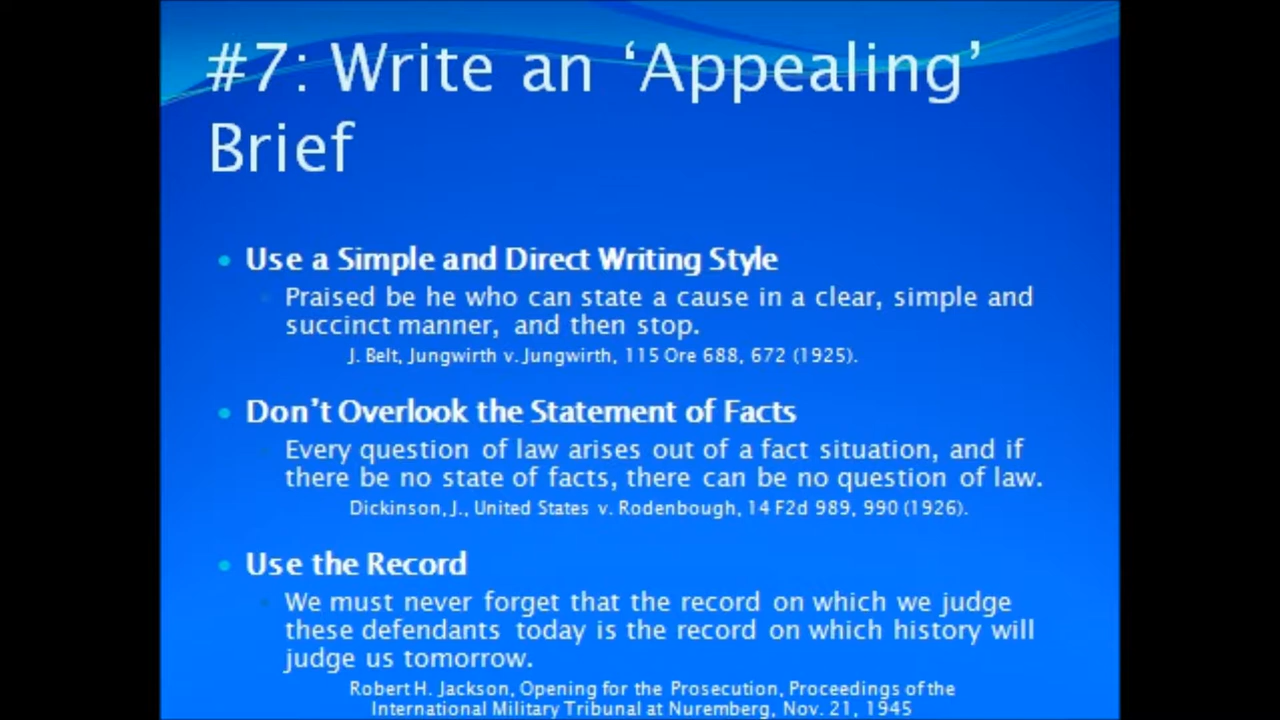 #7: Write an ‘Appealing’
Brief
Use a Simple and Direct Writing Style
Praised be he who can state a cause in a clear, simple and
succinct manner, and then stop.
J. Belt, Jungwirth v. Jungwirth, 115 Ore 688, 672 (1925).
Don’t Overlook the Statement of Facts
Every question of law arises out of a fact situation, and if
there be no state of facts, there can be no question of law.
Dickinson, J., United States v. Rodenbough, 14 F2d 989, 990 (1926).
Use the Record
We must never forget that the record on which we judge
these defendants today is the record on which history will
judge us tomorrow.
Robert H. Jackson, Opening for the Prosecution, Proceedings of the
International Military Tribunal at Nuremberg, Nov. 21, 1945